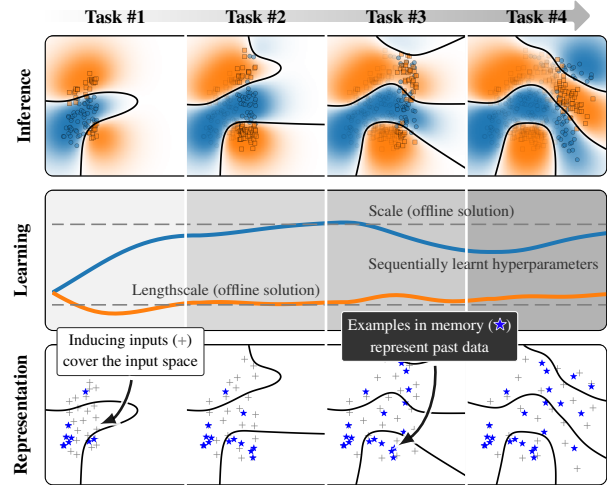 Task #1 Task #2 Task #3 Task #4
Inference
Learning
Scale (offline solution)
Sequentially learnt hyperparameters
Lengthscale (offline solution)
Representation
Inducing inputs (+)
cover the input space
Examples in memory (☆)
represent past data